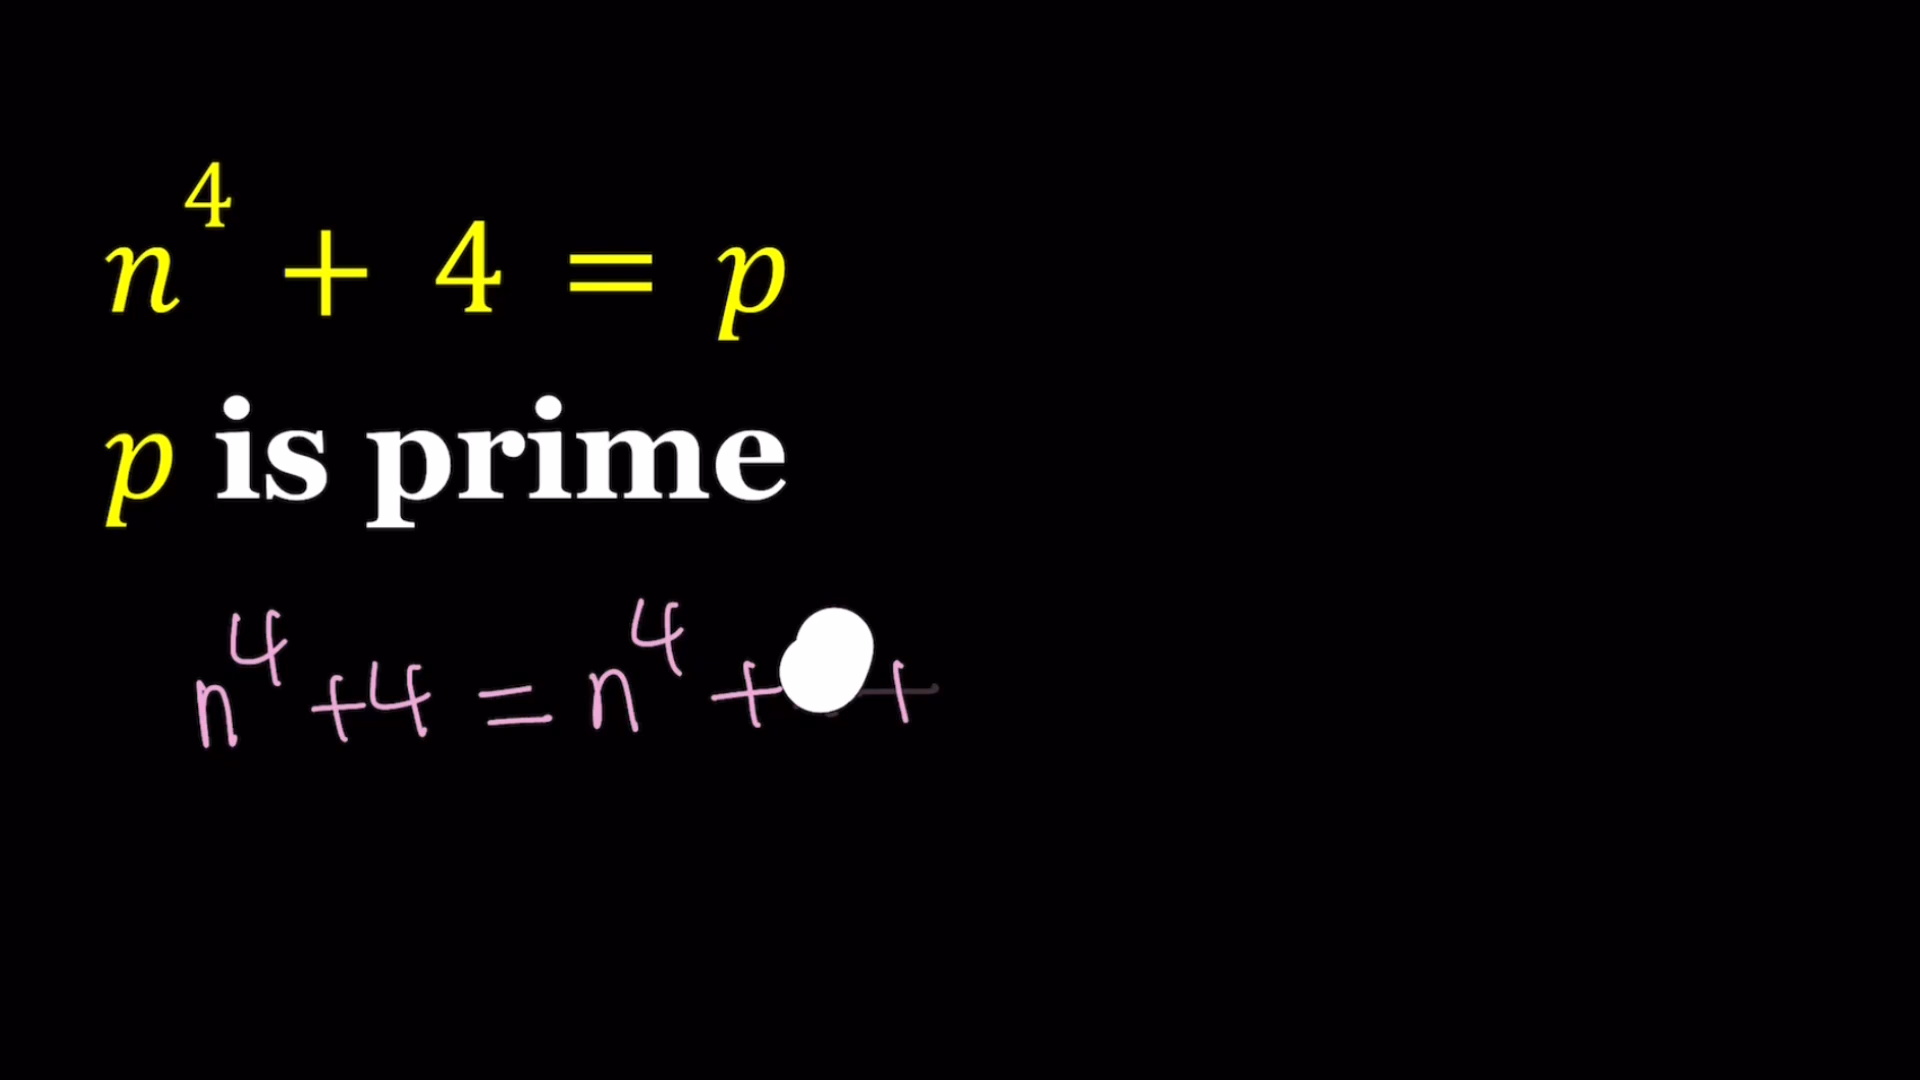 n⁴ + 4 = p
p is prime
n⁴ + 4 = n⁴ + +